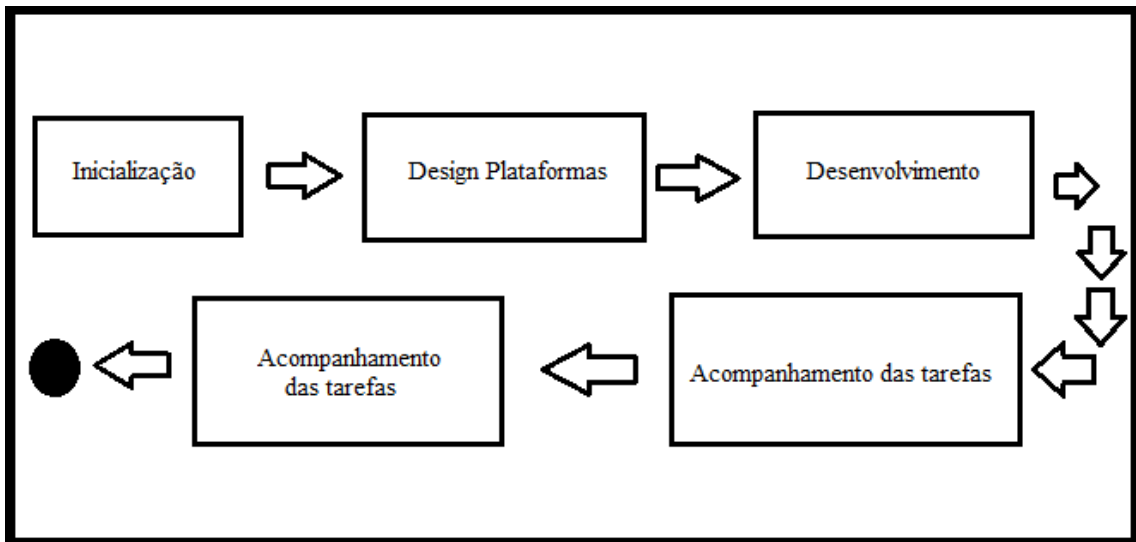 Inicialização
Design Plataformas
Desenvolvimento
Acompanhamento das tarefas
Acompanhamento
das tarefas